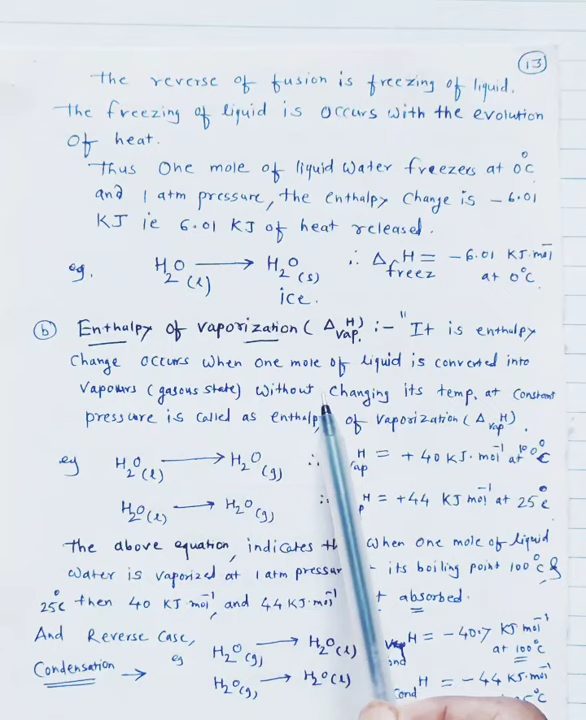 13
The reverse of fusion is freezing of liquid.
The freezing of liquid is occurs with the evolution
of heat.
Thus One mole of liquid water freezers at 0°C
and 1 atm pressure, the enthalpy change is -6.01
KJ ie 6.01 KJ of heat released.
eg. H₂O(l) ⟶ H₂O(s) ∴ Δfreez H = -6.01 KJ.mol⁻ at 0°C
ice.
(b) Enthalpy of vaporization (ΔvapH) :- "It is enthalpy
change occurs when one mole of liquid is converted into
vapours (gasous state) without changing its temp. at constant
pressure is called as enthalp of vaporization (ΔvapH).
eg H₂O(l) ⟶ H₂O(g) ∴ ap H = +40 KJ.mol⁻¹ at 100°C
H₂O(l) ⟶ H₂O(g) ∴ p H = +44 KJ mol⁻¹ at 25°C
The above equation, indicates th when one mole of liquid
water is vaporized at 1 atm pressur its boiling point 100°C &
25°C then 40 KJ mol⁻¹, and 44 KJ.mol⁻¹ t absorbed.
And Reverse Case,
Condensation → eg H₂O(g) ⟶ H₂O(l) H = -40.7 KJ mol⁻¹ at 100°C
H₂O(g) ⟶ H₂O(l) cond H = -44 KJ.mol⁻¹